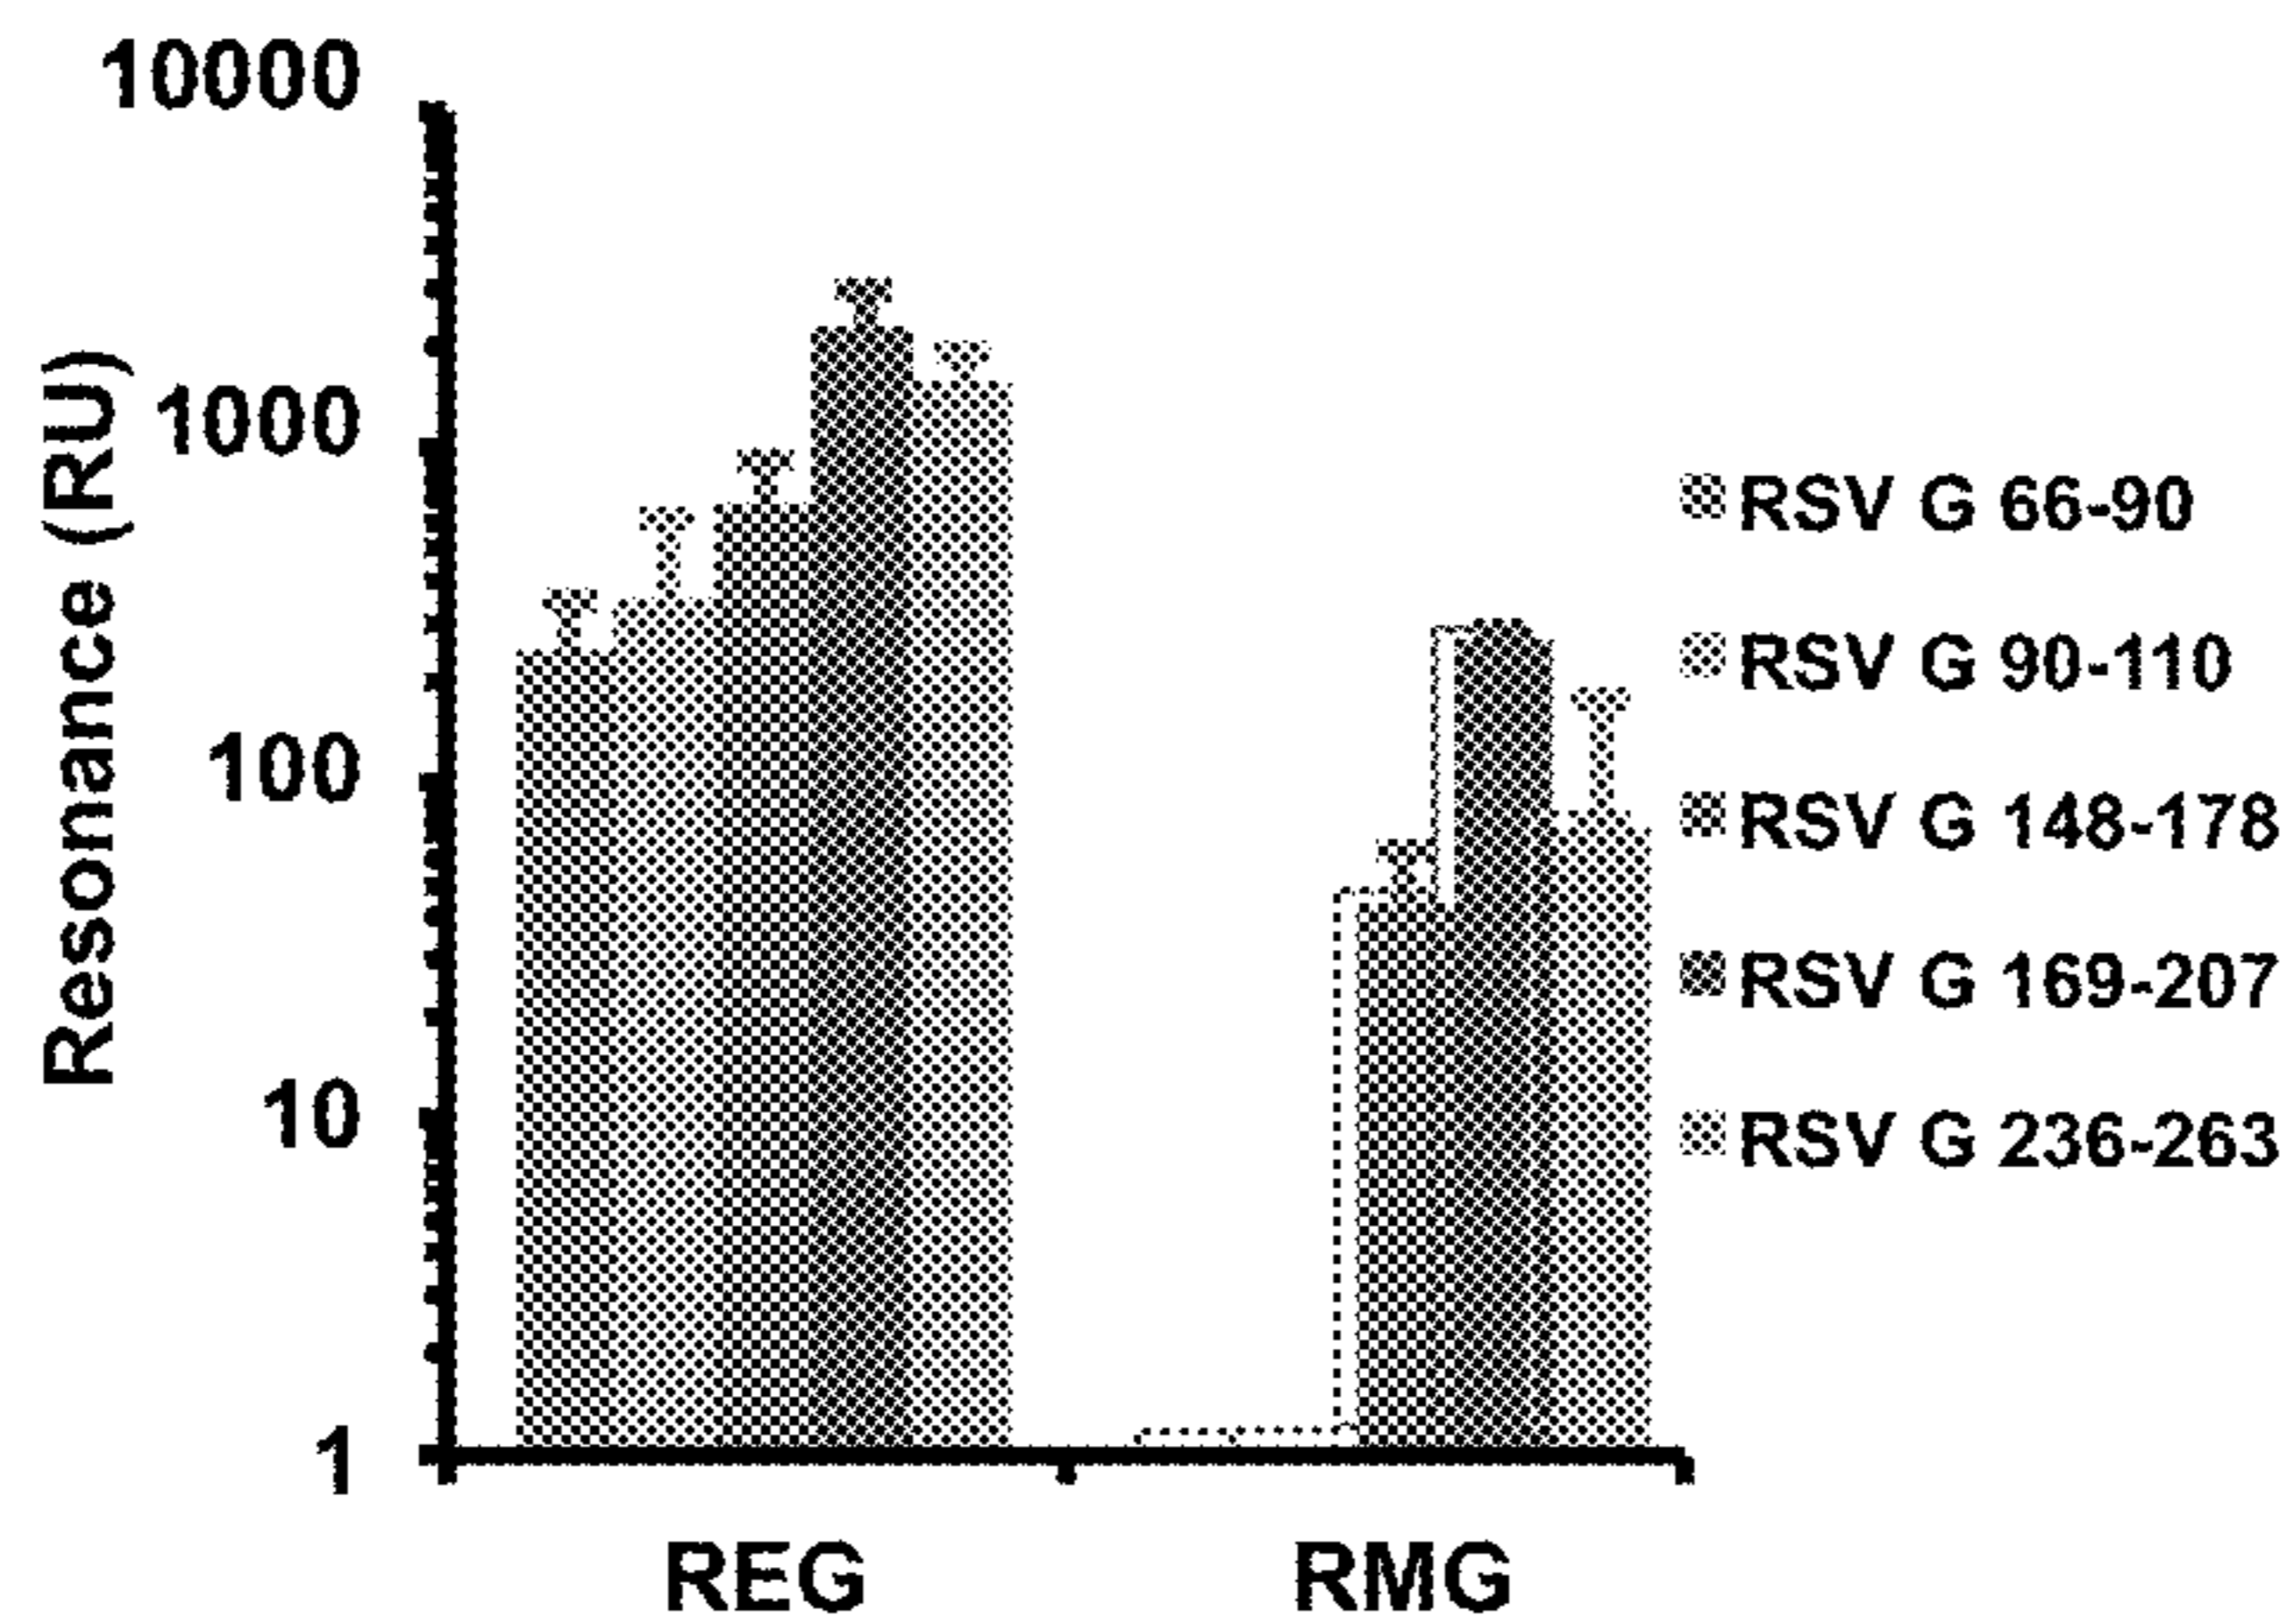 10000
1000
100
10
1
Resonance (RU)
REG
RMG
RSV G 66-90
RSV G 90-110
RSV G 148-178
RSV G 169-207
RSV G 236-263